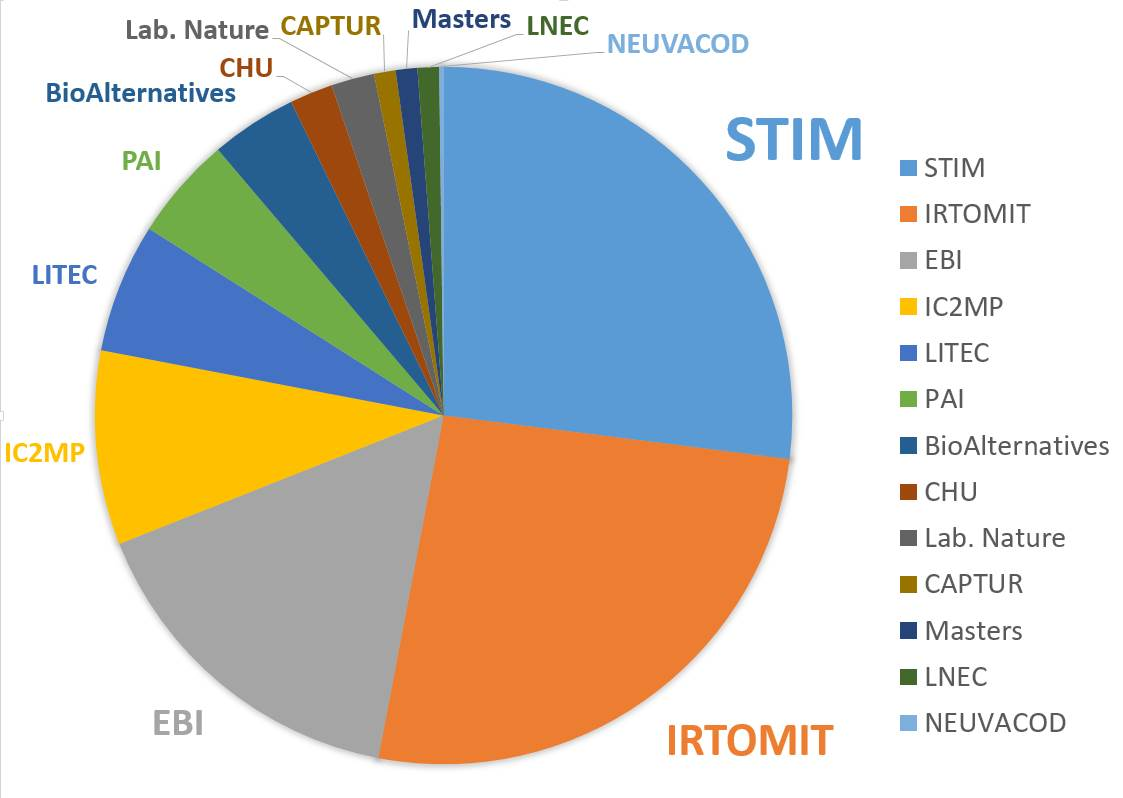 Masters
LNEC
Lab. Nature
CAPTUR
NEUVACOD
CHU
BioAlternatives
STIM
PAI
LITEC
IC2MP
EBI
IRTOMIT
STIM
IRTOMIT
EBI
IC2MP
LITEC
PAI
BioAlternatives
CHU
Lab. Nature
CAPTUR
Masters
LNEC
NEUVACOD